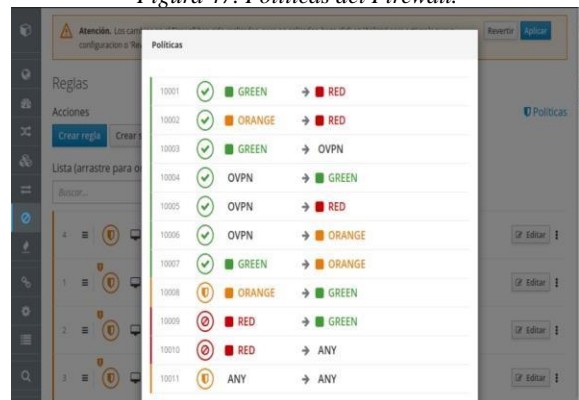 Figura 47. Políticas del Firewall.
Atención. Los
configuracion o
Revertir
Aplicar
Políticas
Reglas
Acciones
Políticas
Crear regla
Crear
Lista (arrastre para
Buscar...
10001 GREEN → RED
10002 ORANGE → RED
10003 GREEN → OVPN
10004 OVPN → GREEN
10005 OVPN → RED
10006 OVPN → ORANGE
10007 GREEN → ORANGE
10008 ORANGE → GREEN
10009 RED → GREEN
10010 RED → ANY
10011 ANY → ANY
4 Editar
1 Editar
2 Editar
3 Editar